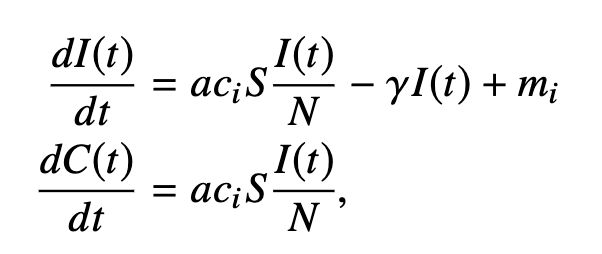 dI(t)/dt = ac_i S I(t)/N − γI(t) + m_i
dC(t)/dt = ac_i S I(t)/N,